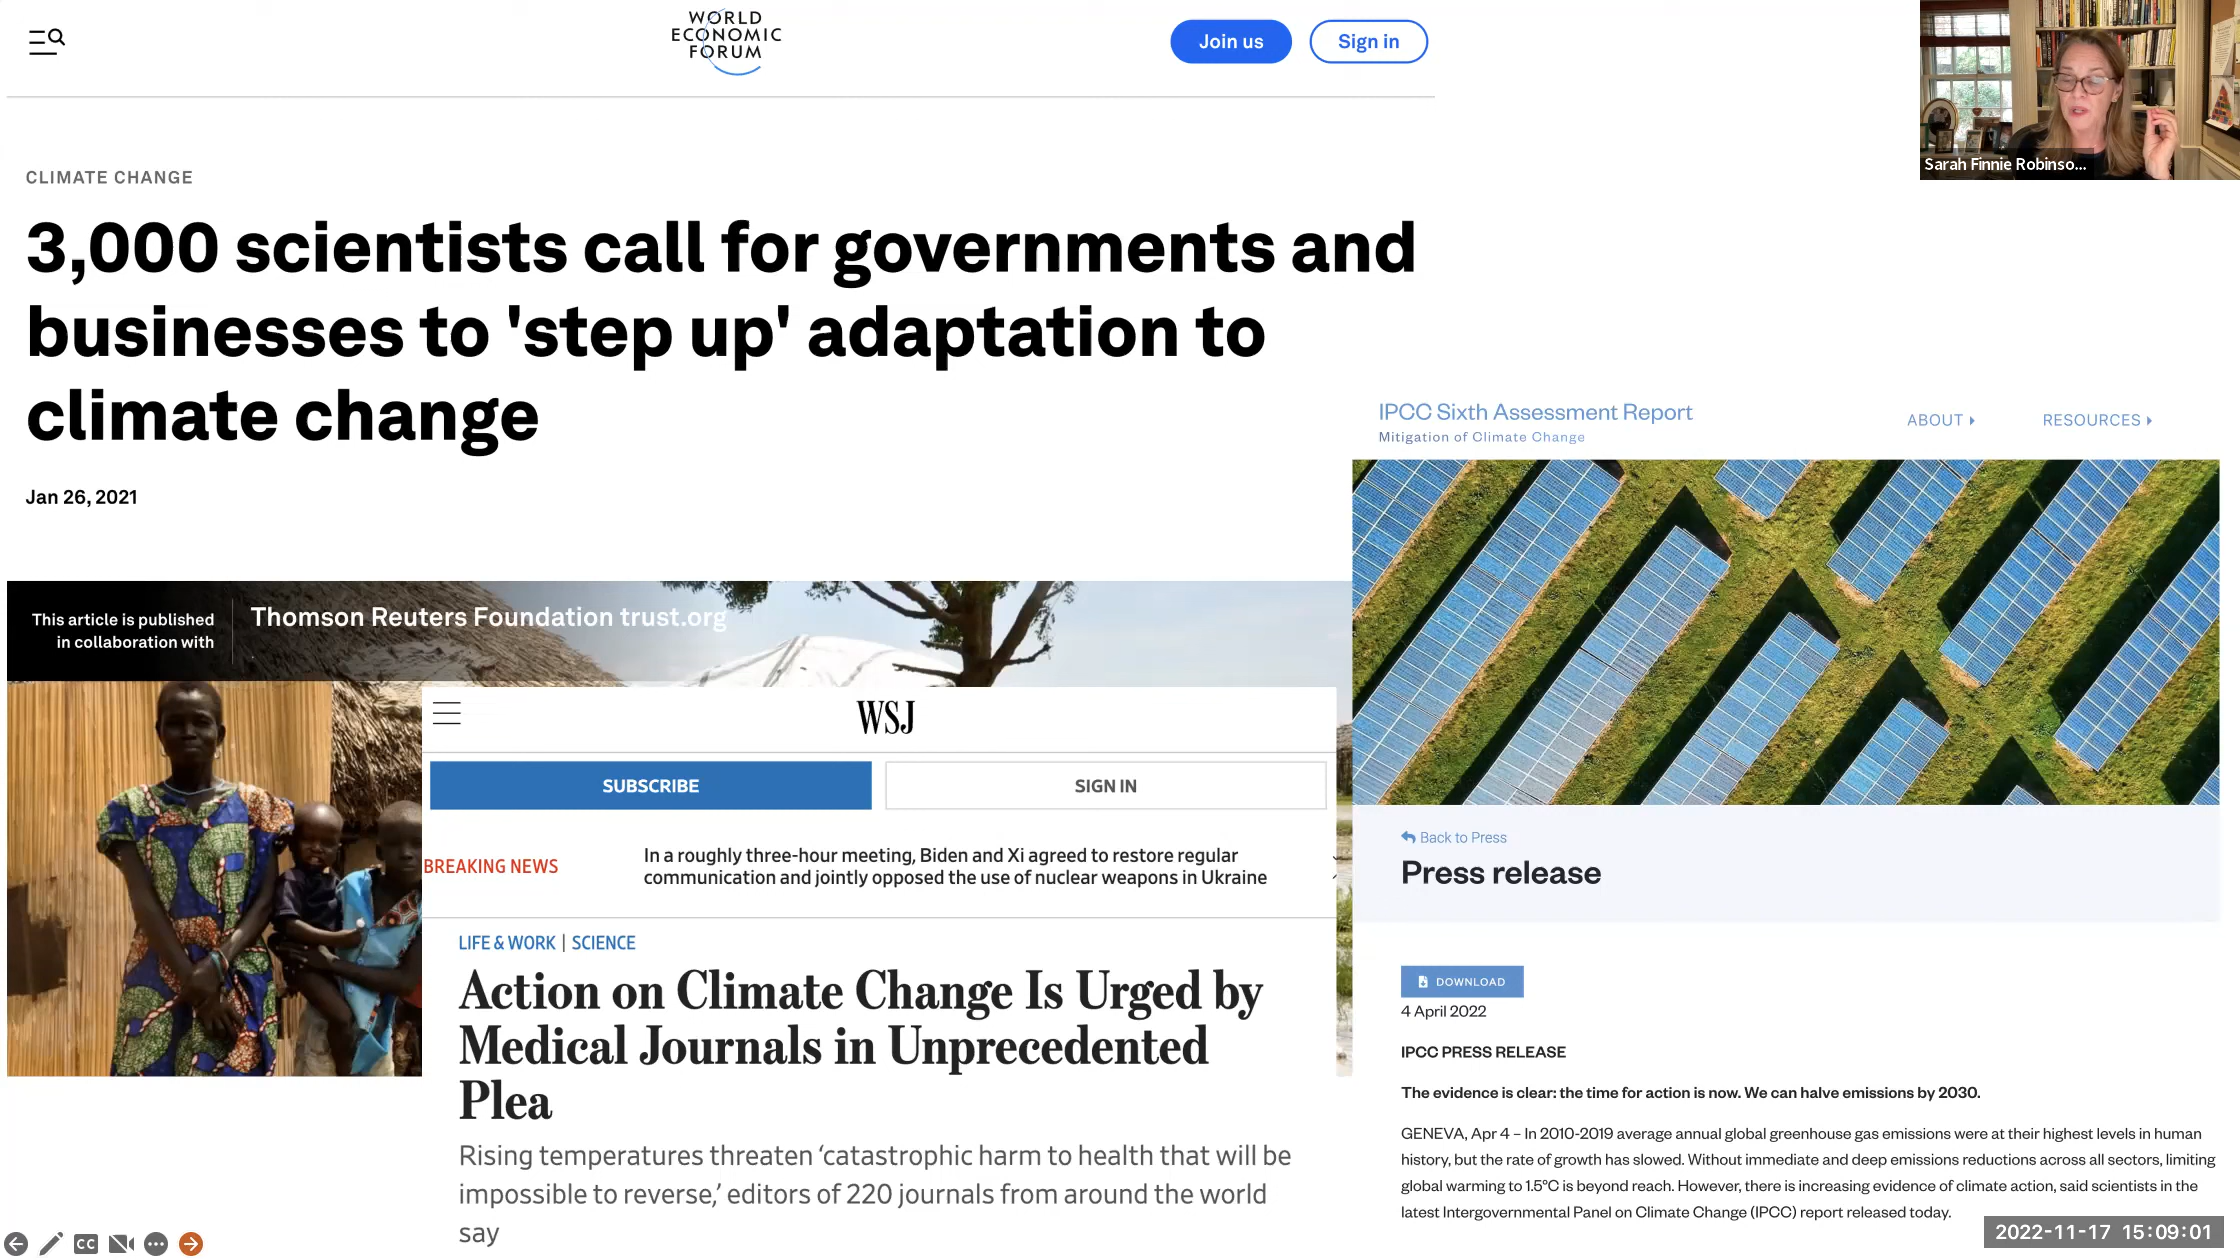 WORLD
ECONOMIC
FORUM
Join us
Sign in
Sarah Finnie Robinso...
CLIMATE CHANGE
3,000 scientists call for governments and
businesses to 'step up' adaptation to
climate change
Jan 26, 2021
IPCC Sixth Assessment Report
Mitigation of Climate Change
ABOUT
RESOURCES
This article is published
in collaboration with
Thomson Reuters Foundation trust.org
WSJ
SUBSCRIBE
SIGN IN
BREAKING NEWS
In a roughly three-hour meeting, Biden and Xi agreed to restore regular
communication and jointly opposed the use of nuclear weapons in Ukraine
LIFE & WORK | SCIENCE
Action on Climate Change Is Urged by
Medical Journals in Unprecedented
Plea
Rising temperatures threaten ‘catastrophic harm to health that will be
impossible to reverse,’ editors of 220 journals from around the world
say
Back to Press
Press release
DOWNLOAD
4 April 2022
IPCC PRESS RELEASE
The evidence is clear: the time for action is now. We can halve emissions by 2030.
GENEVA, Apr 4 – In 2010-2019 average annual global greenhouse gas emissions were at their highest levels in human
history, but the rate of growth has slowed. Without immediate and deep emissions reductions across all sectors, limiting
global warming to 1.5°C is beyond reach. However, there is increasing evidence of climate action, said scientists in the
latest Intergovernmental Panel on Climate Change (IPCC) report released today.
CC
2022-11-17 15:09:01